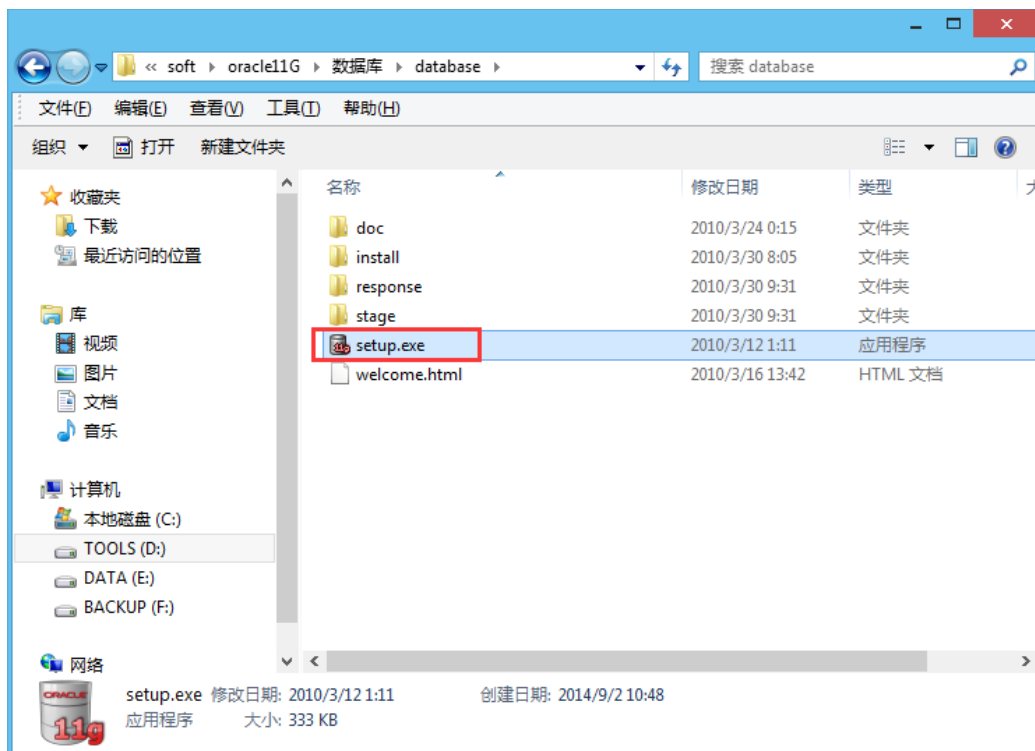 « soft oracle11G 数据库 database
搜索 database
文件(F) 编辑(E) 查看(V) 工具(T) 帮助(H)
组织 打开 新建文件夹
名称 修改日期 类型
收藏夹
下载
最近访问的位置
库
视频
图片
文档
音乐
计算机
本地磁盘 (C:)
TOOLS (D:)
DATA (E:)
BACKUP (F:)
网络
doc 2010/3/24 0:15 文件夹
install 2010/3/30 8:05 文件夹
response 2010/3/30 9:31 文件夹
stage 2010/3/30 9:31 文件夹
setup.exe 2010/3/12 1:11 应用程序
welcome.html 2010/3/16 13:42 HTML 文档
ORACLE
11g
setup.exe 修改日期: 2010/3/12 1:11 创建日期: 2014/9/2 10:48
应用程序 大小: 333 KB